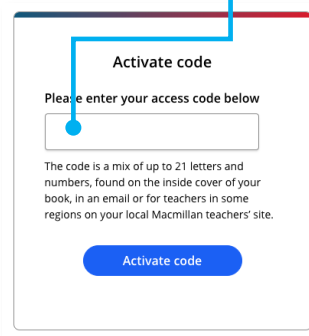 Activate code
Please enter your access code below
The code is a mix of up to 21 letters and
numbers, found on the inside cover of your
book, in an email or for teachers in some
regions on your local Macmillan teachers’ site.
Activate code